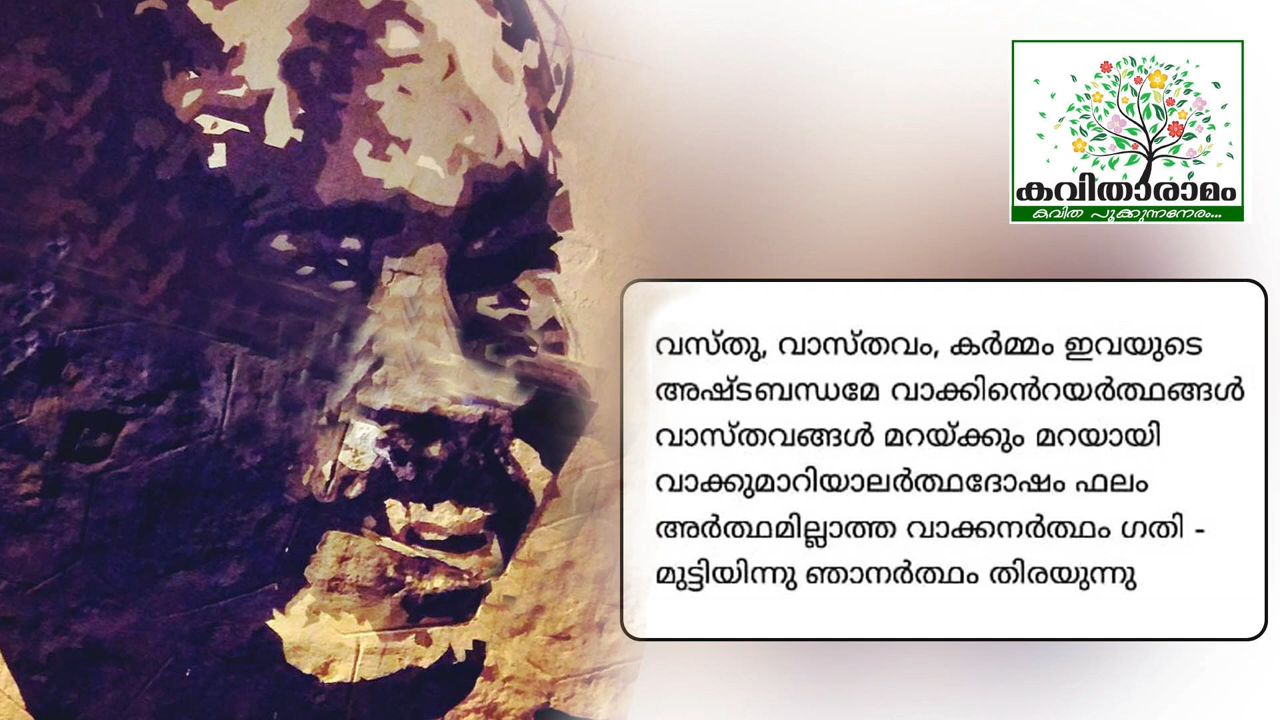 കവിതാരാമം
കവിത പൂക്കുന്നനേരം...
വസ്തു, വാസ്തവം, കർമ്മം ഇവയുടെ
അഷ്ടബന്ധമേ വാക്കിൻെറയർത്ഥങ്ങൾ
വാസ്തവങ്ങൾ മറയ്ക്കും മറയായി
വാക്കുമാറിയാലർത്ഥദോഷം ഫലം
അർത്ഥമില്ലാത്ത വാക്കനർത്ഥം ഗതി -
മുട്ടിയിന്നു ഞാനർത്ഥം തിരയുന്നു